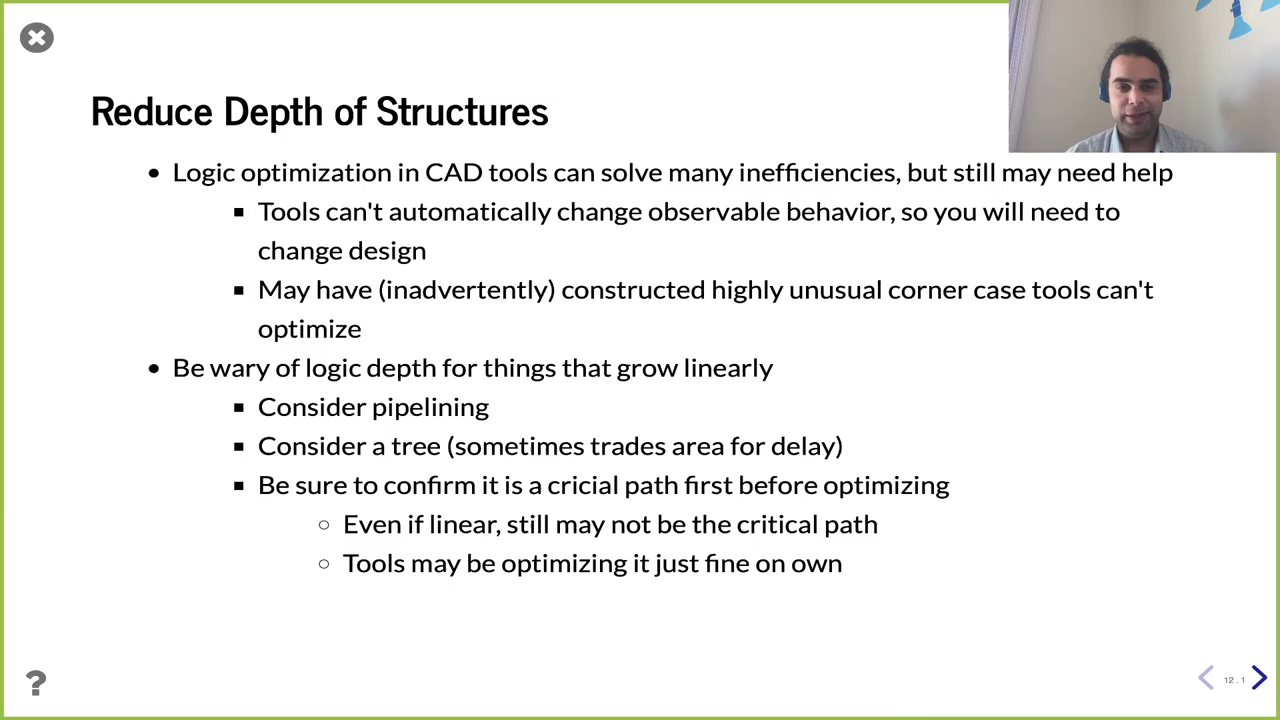 Reduce Depth of Structures
• Logic optimization in CAD tools can solve many inefficiencies, but still may need help
▪ Tools can't automatically change observable behavior, so you will need to
change design
▪ May have (inadvertently) constructed highly unusual corner case tools can't
optimize
• Be wary of logic depth for things that grow linearly
▪ Consider pipelining
▪ Consider a tree (sometimes trades area for delay)
▪ Be sure to confirm it is a cricial path first before optimizing
○ Even if linear, still may not be the critical path
○ Tools may be optimizing it just fine on own
?
12 . 1